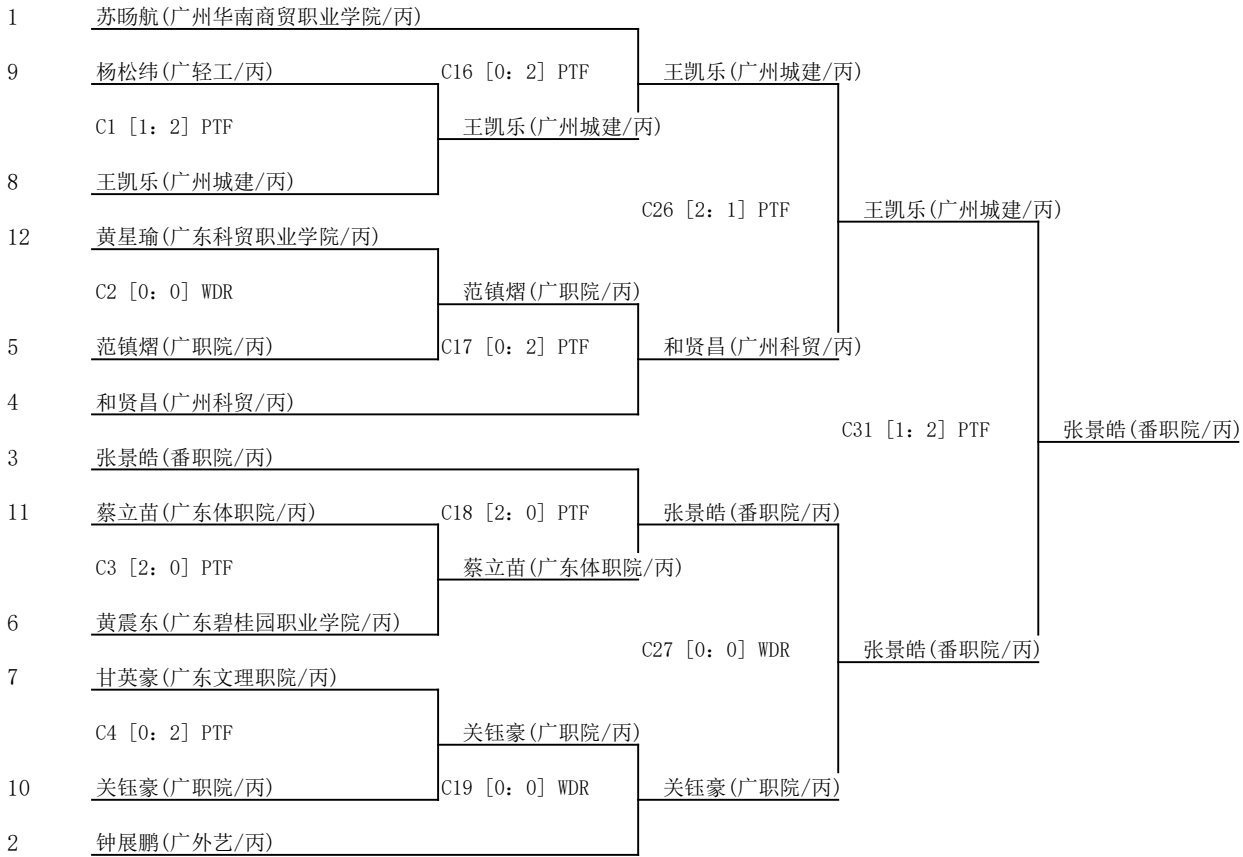 1 苏旸航(广州华南商贸职业学院/丙)
9 杨松纬(广轻工/丙) C16 [0: 2] PTF 王凯乐(广州城建/丙)
C1 [1: 2] PTF 王凯乐(广州城建/丙)
8 王凯乐(广州城建/丙)
C26 [2: 1] PTF 王凯乐(广州城建/丙)
12 黄星瑜(广东科贸职业学院/丙)
C2 [0: 0] WDR 范镇熠(广职院/丙)
5 范镇熠(广职院/丙) C17 [0: 2] PTF 和贤昌(广州科贸/丙)
4 和贤昌(广州科贸/丙)
C31 [1: 2] PTF 张景皓(番职院/丙)
3 张景皓(番职院/丙)
11 蔡立苗(广东体职院/丙) C18 [2: 0] PTF 张景皓(番职院/丙)
C3 [2: 0] PTF 蔡立苗(广东体职院/丙)
6 黄震东(广东碧桂园职业学院/丙)
C27 [0: 0] WDR 张景皓(番职院/丙)
7 甘英豪(广东文理职院/丙)
C4 [0: 2] PTF 关钰豪(广职院/丙)
10 关钰豪(广职院/丙) C19 [0: 0] WDR 关钰豪(广职院/丙)
2 钟展鹏(广外艺/丙)